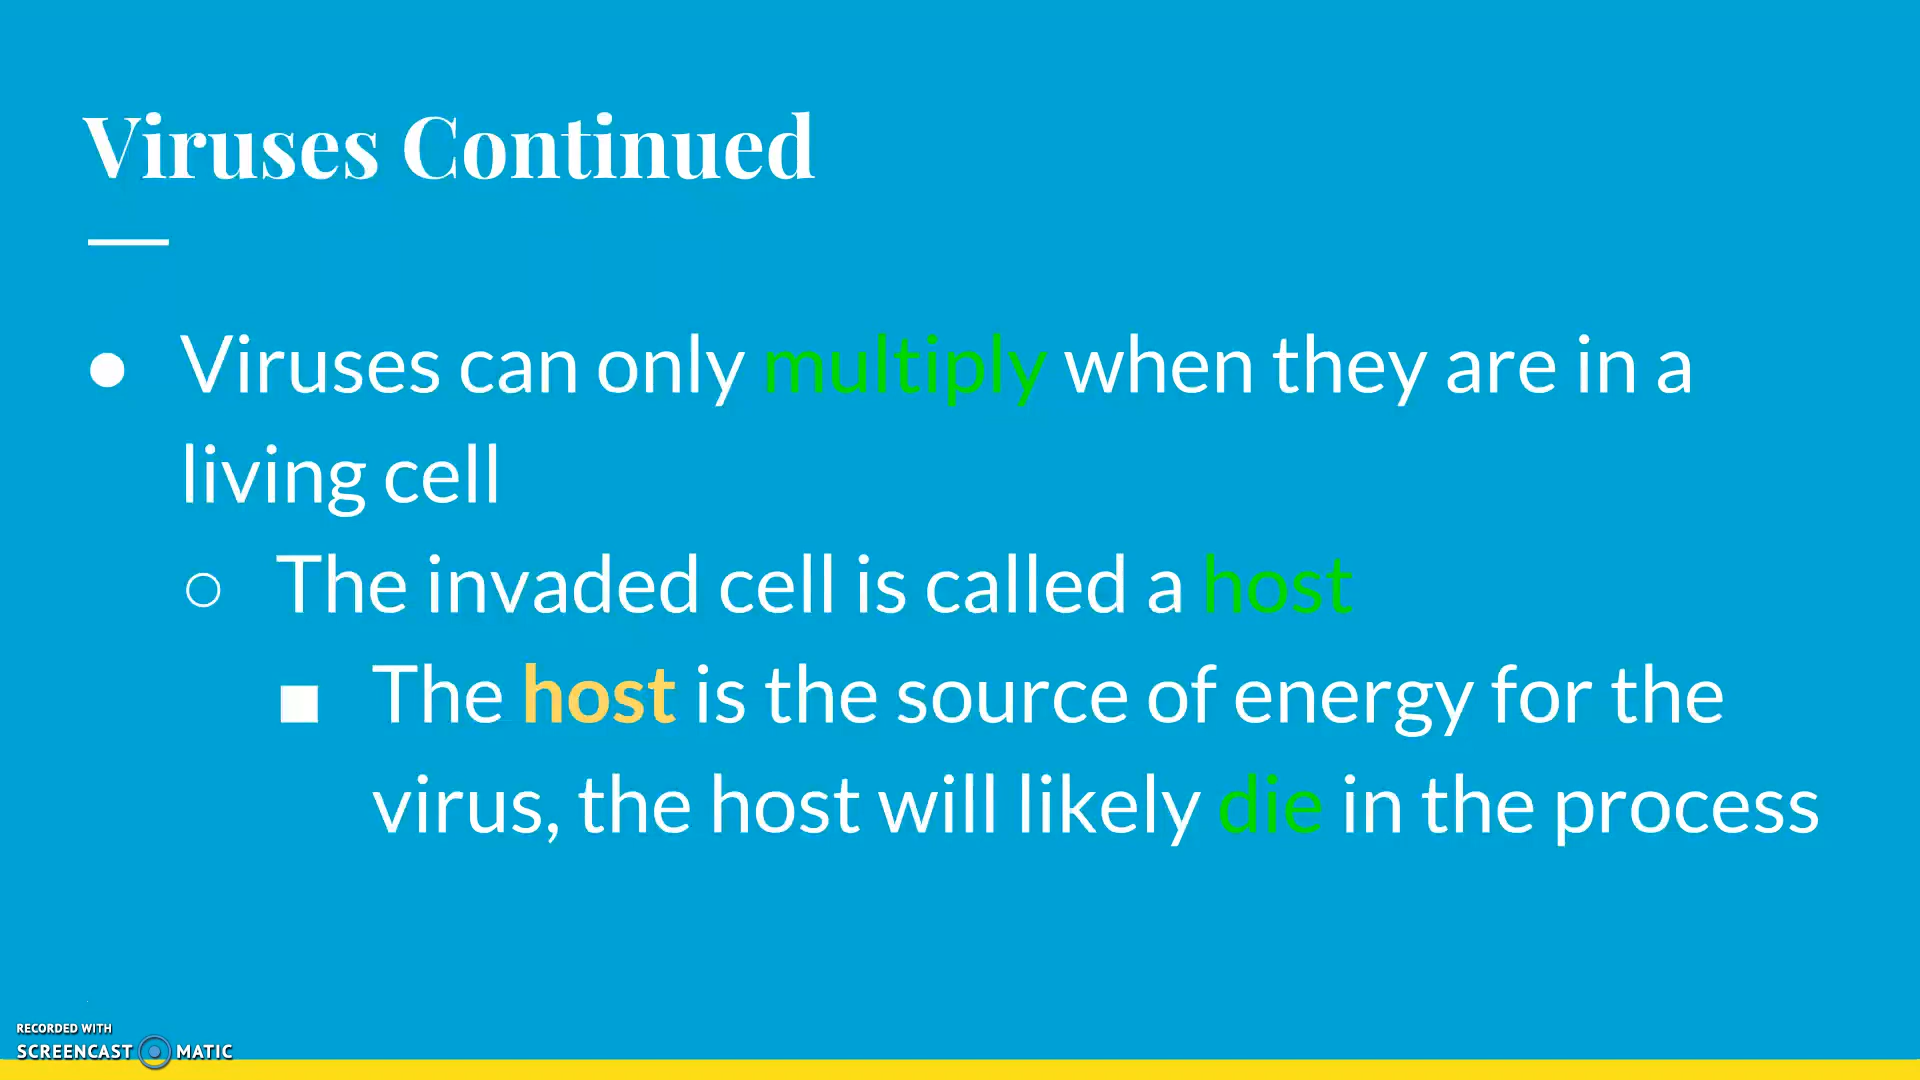 Viruses Continued
● Viruses can only multiply when they are in a
living cell
○ The invaded cell is called a host
■ The host is the source of energy for the
virus, the host will likely die in the process
RECORDED WITH
SCREENCAST MATIC